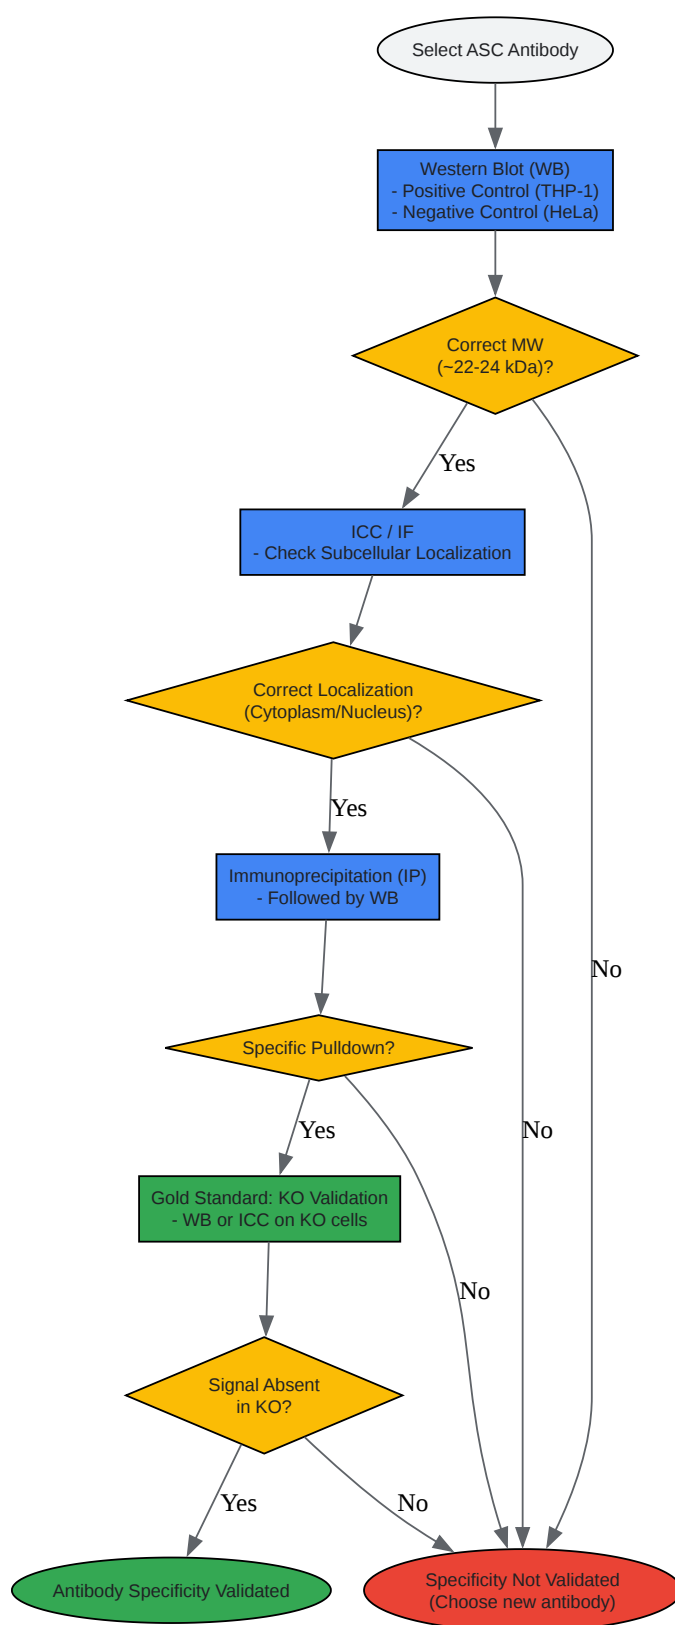 Select ASC Antibody
Western Blot (WB)
- Positive Control (THP-1)
- Negative Control (HeLa)
Correct MW
(~22-24 kDa)?
Yes
ICC / IF
- Check Subcellular Localization
Correct Localization
(Cytoplasm/Nucleus)?
Yes
Immunoprecipitation (IP)
- Followed by WB
No
Specific Pulldown?
Yes
No
Gold Standard: KO Validation
- WB or ICC on KO cells
No
Signal Absent
in KO?
Yes
No
Antibody Specificity Validated
Specificity Not Validated
(Choose new antibody)